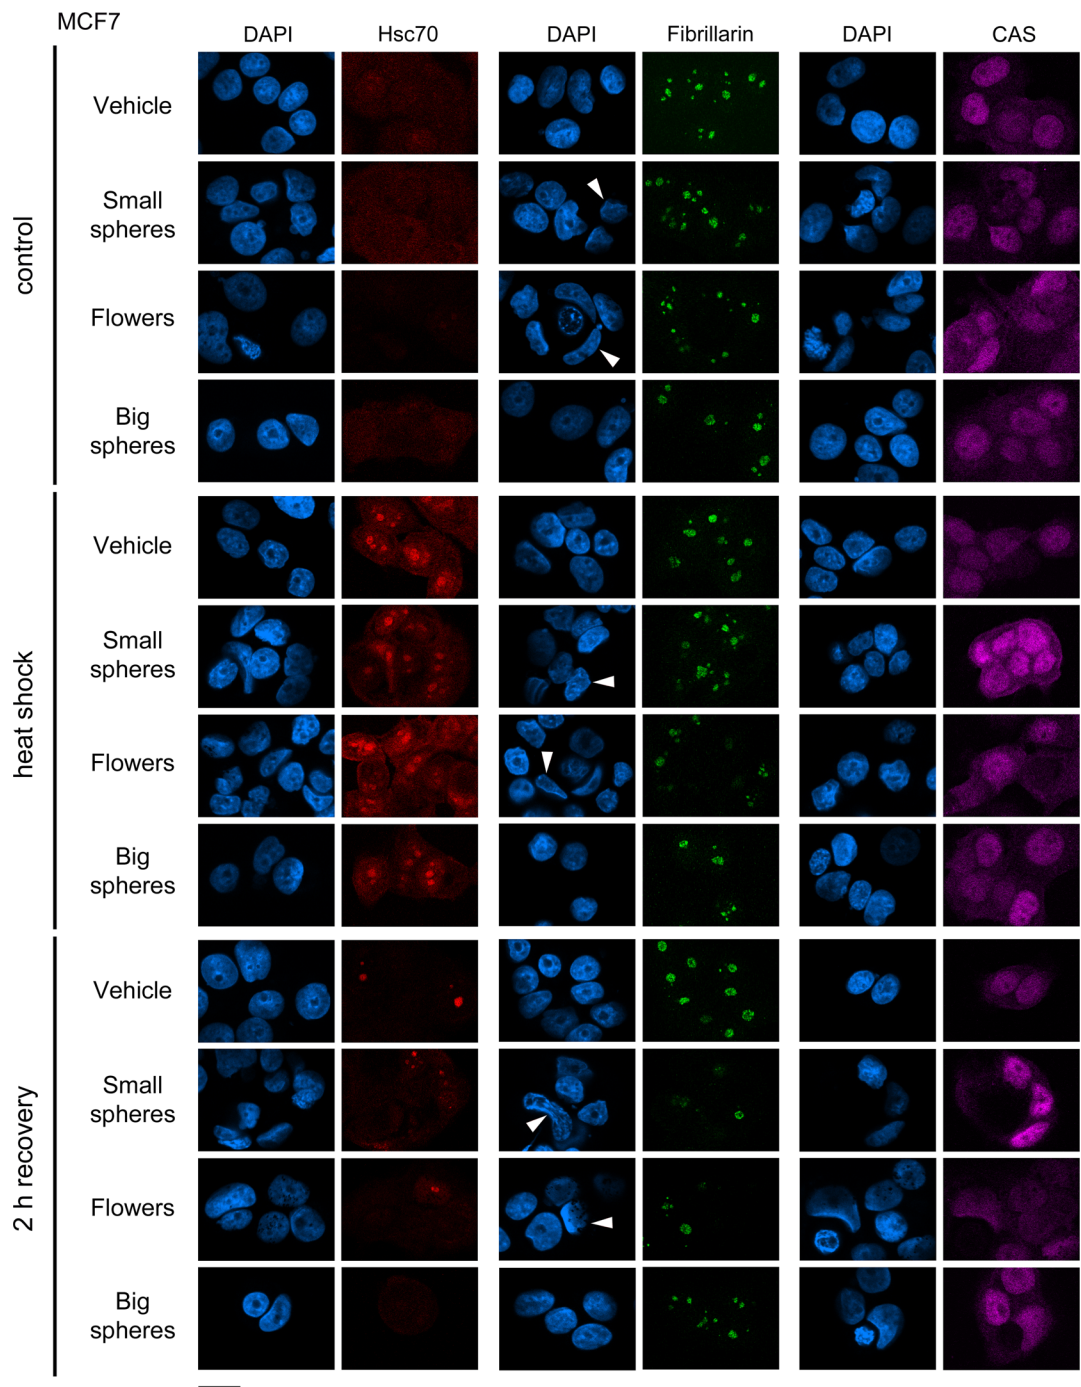 MCF7
DAPI Hsc70 DAPI Fibrillarin DAPI CAS
control
Vehicle
Small
spheres
Flowers
Big
spheres
heat shock
Vehicle
Small
spheres
Flowers
Big
spheres
2 h recovery
Vehicle
Small
spheres
Flowers
Big
spheres